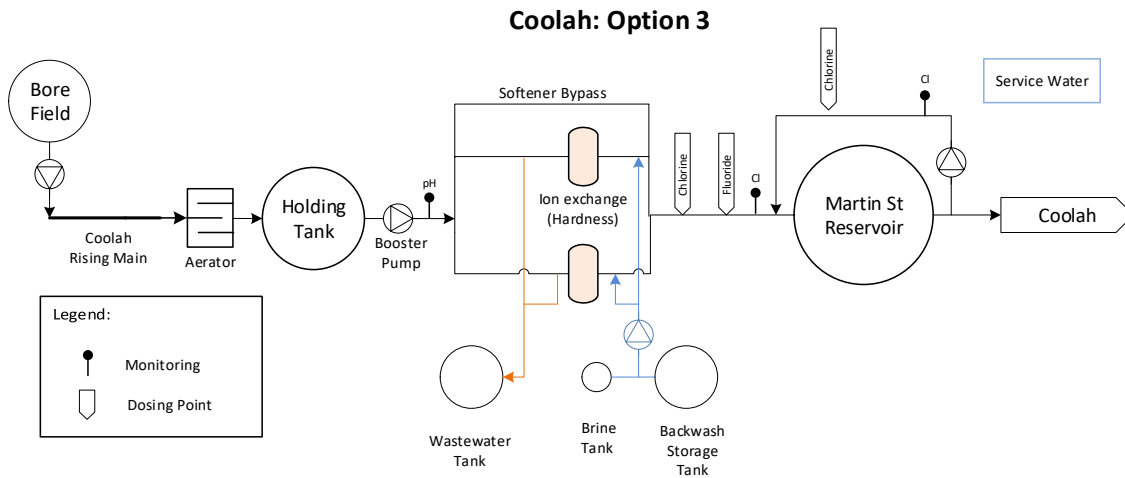 Coolah: Option 3
Bore
Field
Coolah
Rising Main
Aerator
Holding
Tank
Booster
Pump
pH
Softener Bypass
Ion exchange
(Hardness)
Chlorine
Fluoride
Cl
Chlorine
Cl
Service Water
Martin St
Reservoir
Coolah
Legend:
Monitoring
Dosing Point
Wastewater
Tank
Brine
Tank
Backwash
Storage
Tank